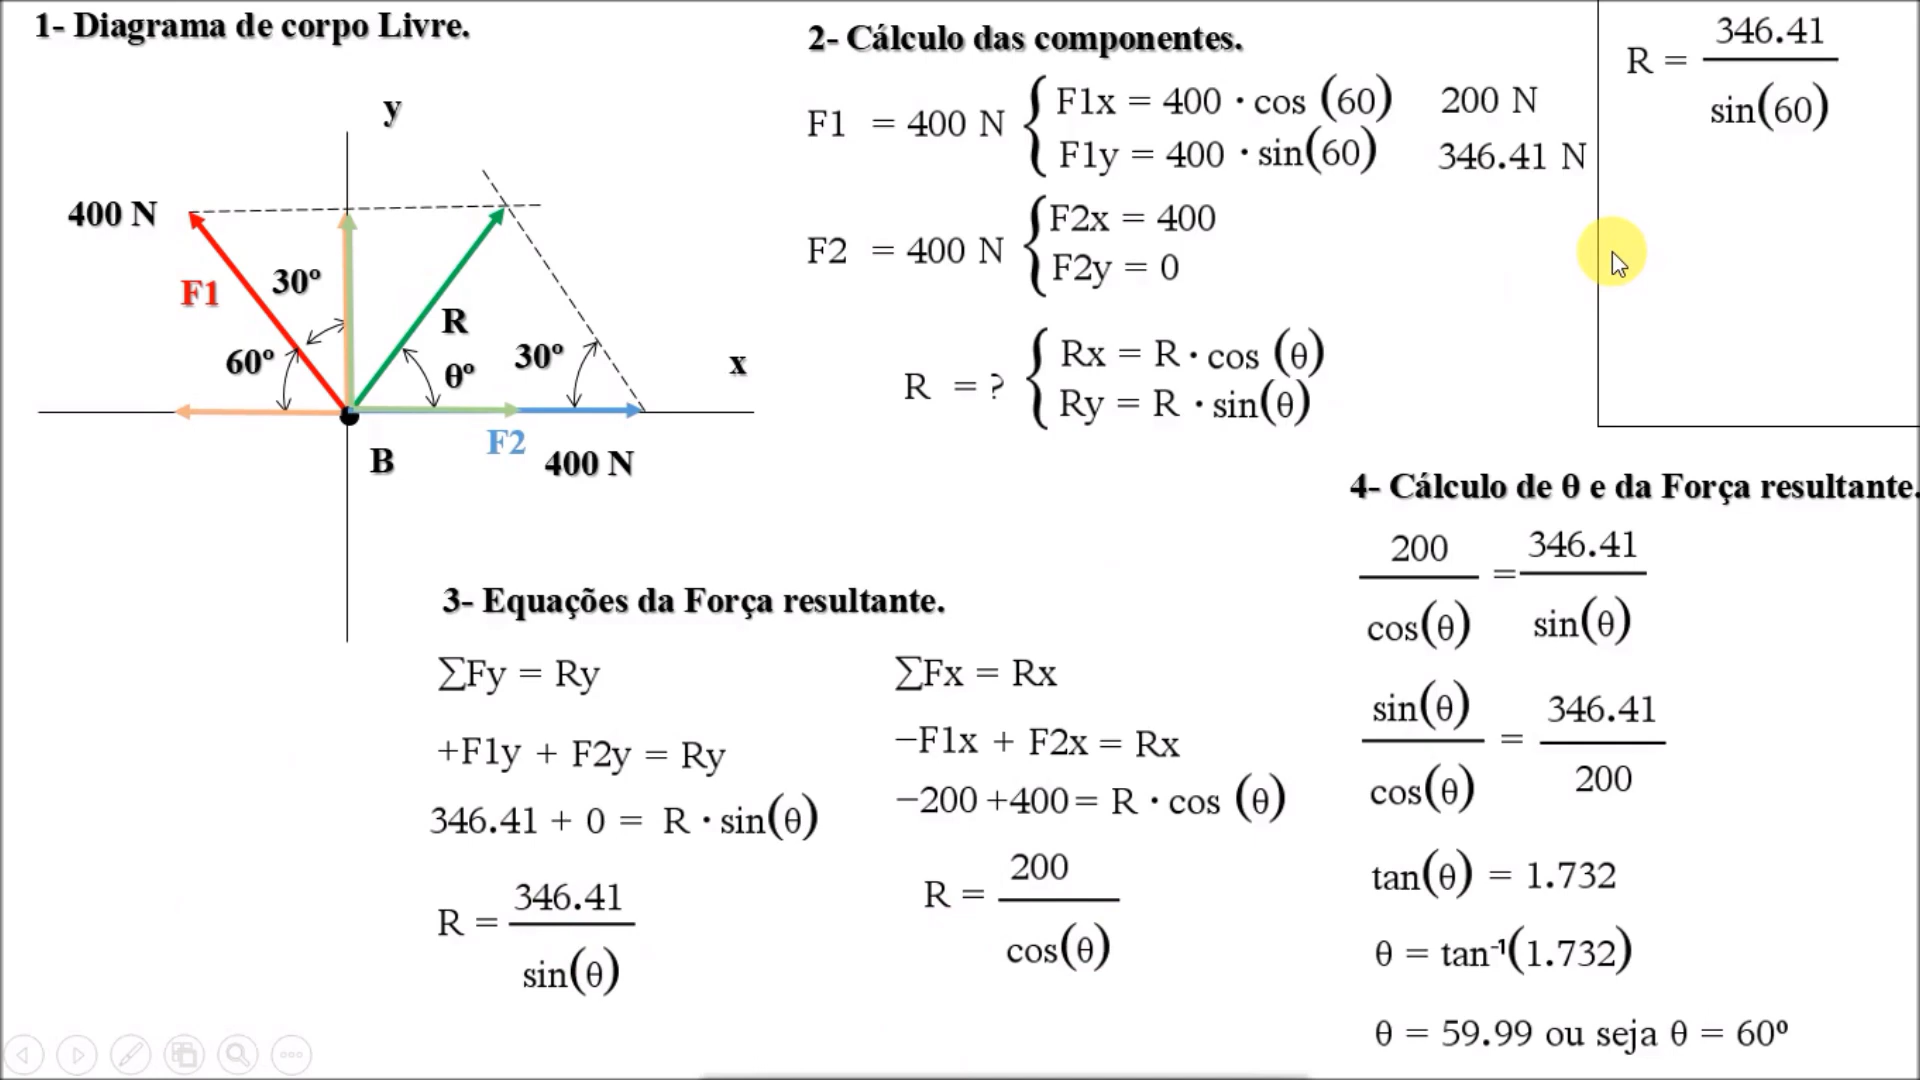 1- Diagrama de corpo Livre.
y
400 N
F1
30º
60º
R
θº
30º
x
B
F2
400 N
2- Cálculo das componentes.
F1 = 400 N
F1x = 400 · cos (60) 200 N
F1y = 400 · sin(60) 346.41 N
F2 = 400 N
F2x = 400
F2y = 0
R = ?
Rx = R · cos (θ)
Ry = R · sin(θ)
R = 346.41
sin(60)
3- Equações da Força resultante.
∑Fy = Ry
+F1y + F2y = Ry
346.41 + 0 = R · sin(θ)
R = 346.41
sin(θ)
∑Fx = Rx
−F1x + F2x = Rx
−200 +400= R · cos (θ)
R = 200
cos(θ)
4- Cálculo de θ e da Força resultante.
200 = 346.41
cos(θ) sin(θ)
sin(θ) = 346.41
cos(θ) 200
tan(θ) = 1.732
θ = tan⁻¹(1.732)
θ = 59.99 ou seja θ = 60º